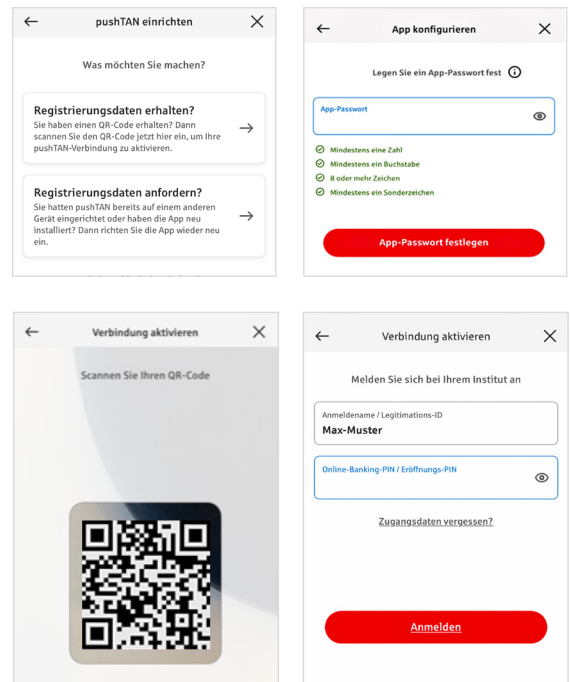 pushTAN einrichten
Was möchten Sie machen?
Registrierungsdaten erhalten?
Sie haben einen QR-Code erhalten? Dann
scannen Sie den QR-Code jetzt hier ein, um Ihre
pushTAN-Verbindung zu aktivieren.
Registrierungsdaten anfordern?
Sie hatten pushTAN bereits auf einem anderen
Gerät eingerichtet oder haben die App neu
installiert? Dann richten Sie die App wieder neu
ein.
App konfigurieren
Legen Sie ein App-Passwort fest
App-Passwort
Mindestens eine Zahl
Mindestens ein Buchstabe
8 oder mehr Zeichen
Mindestens ein Sonderzeichen
App-Passwort festlegen
Verbindung aktivieren
Scannen Sie Ihren QR-Code
Verbindung aktivieren
Melden Sie sich bei Ihrem Institut an
Anmeldename / Legitimations-ID
Max-Muster
Online-Banking-PIN / Eröffnungs-PIN
Zugangsdaten vergessen?
Anmelden